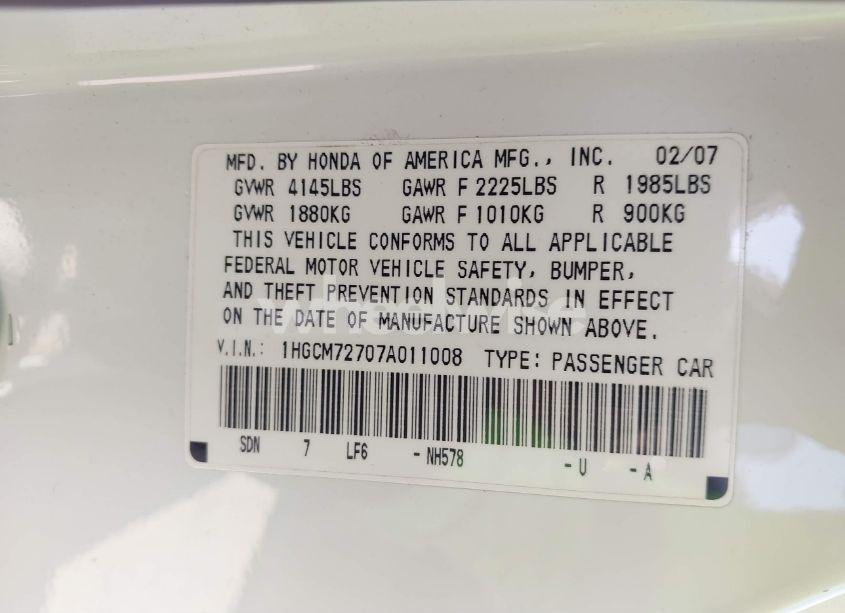 MFD. BY HONDA OF AMERICA MFG., INC. 02/07
GVWR 4145LBS GAWR F 2225LBS R 1985LBS
GVWR 1880KG GAWR F 1010KG R 900KG
THIS VEHICLE CONFORMS TO ALL APPLICABLE
FEDERAL MOTOR VEHICLE SAFETY, BUMPER,
AND THEFT PREVENTION STANDARDS IN EFFECT
ON THE DATE OF MANUFACTURE SHOWN ABOVE.
V.I.N.: 1HGCM72707A011008 TYPE: PASSENGER CAR
SDN 7 LF6 -NH578 -U -A